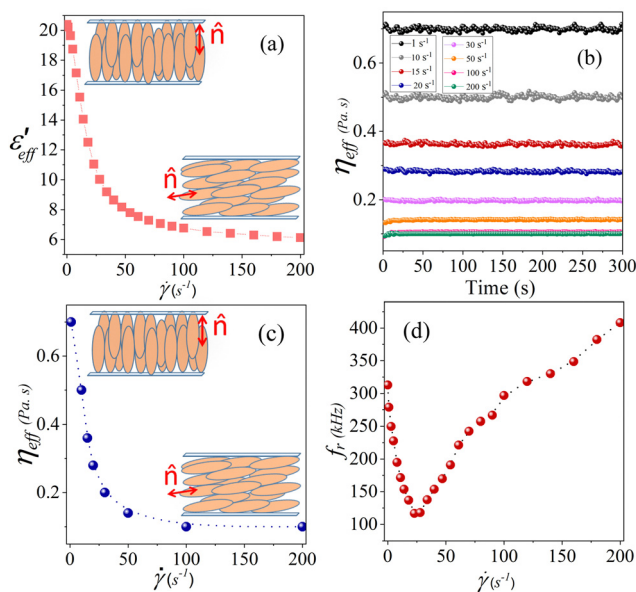 (a)
n̂
n̂
ε'eff
20
18
16
14
12
10
8
6
0 50 100 150 200
γ̇ (s⁻¹)
(b)
1 s⁻¹
10 s⁻¹
15 s⁻¹
20 s⁻¹
30 s⁻¹
50 s⁻¹
100 s⁻¹
200 s⁻¹
ηeff (Pa. s)
0.6
0.4
0.2
0 50 100 150 200 250 300
Time (s)
(c)
n̂
n̂
ηeff (Pa. s)
0.6
0.4
0.2
0 50 100 150 200
γ̇ (s⁻¹)
(d)
fr (kHz)
400
350
300
250
200
150
100
0 50 100 150 200
γ̇ (s⁻¹)